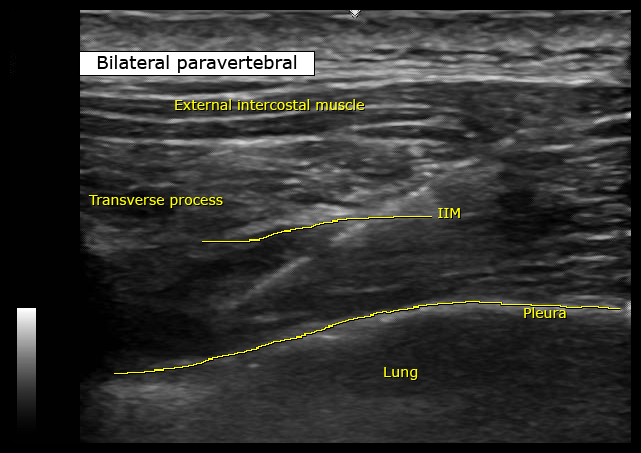 Bilateral paravertebral
External intercostal muscle
Transverse process
IIM
Pleura
Lung